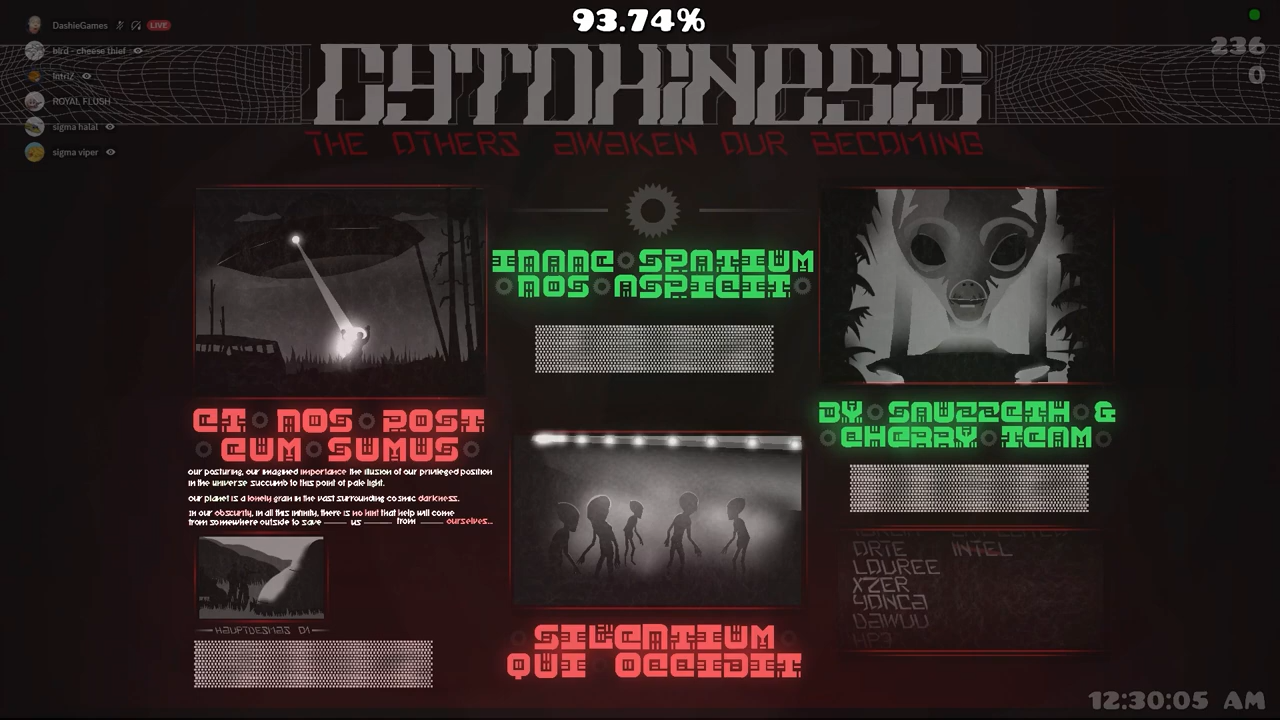 93.74%
DashieGames LIVE
bird - cheese thief
intriz
ROYAL FLUSH
sigma halal
sigma viper
236
0
CYTOKINESIS
THE OTHERS AWAKEN OUR BECOMING
INANE SPATIUM
NOS ASPICIT
ET NOS POST
CUM SUMUS
our posturing, our imagined importance the illusion of our privileged position
in the universe succumb to this point of pale light.
our planet is a lonely grain in the vast surrounding cosmic darkness.
in our obscurity, in all this infinity, there is no hint that help will come
from somewhere outside to save us from ourselves...
BY SAUZZEITH &
CHERRY TEAM
ORTE INTEL
LOUREE
XZER
YONCA
DAWUU
SILENTIUM
QUI OCCIDIT
12:30:05 AM